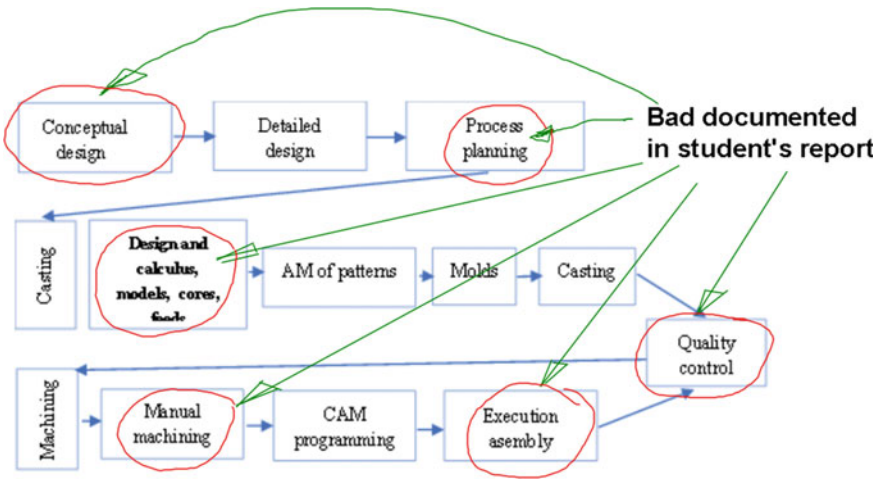 Conceptual
design
Detailed
design
Process
planning
Bad documented
in student's report
Casting
Design and
calculus,
models, cores,
feeds
AM of patterns
Molds
Casting
Quality
control
Machining
Manual
machining
CAM
programming
Execution
asembly